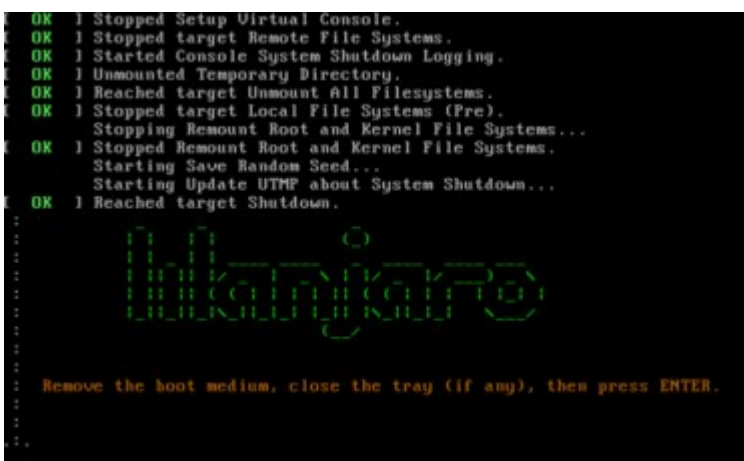 [ OK ] Stopped Setup Virtual Console.
[ OK ] Stopped target Remote File Systems.
[ OK ] Started Console System Shutdown Logging.
[ OK ] Unmounted Temporary Directory.
[ OK ] Reached target Unmount All Filesystems.
[ OK ] Stopped target Local File Systems (Pre).
Stopping Remount Root and Kernel File Systems...
[ OK ] Stopped Remount Root and Kernel File Systems.
Starting Save Random Seed...
Starting Update UTMP about System Shutdown...
[ OK ] Reached target Shutdown.
Manjaro
Remove the boot medium, close the tray (if any), then press ENTER.